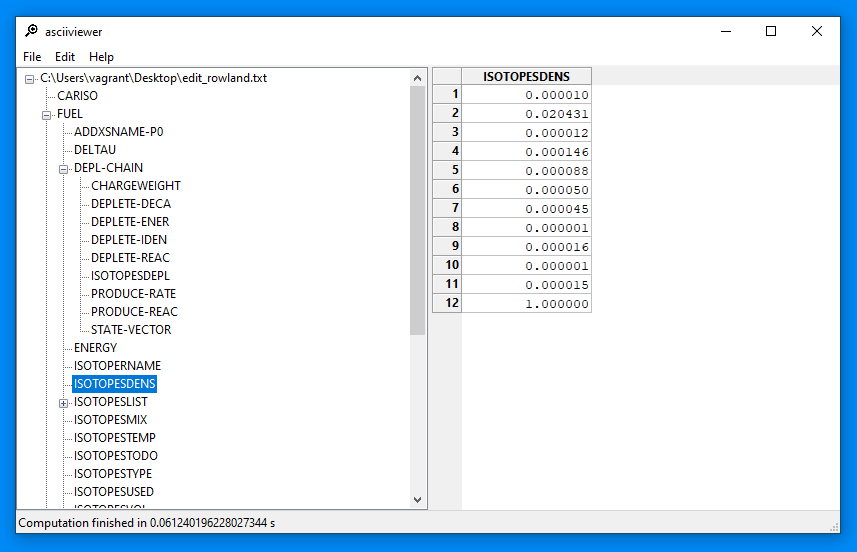 asciiviewer
File Edit Help
C:\Users\vagrant\Desktop\edit_rowland.txt
CARISO
FUEL
ADDXSNAME-P0
DELTAU
DEPL-CHAIN
CHARGEWEIGHT
DEPLETE-DECA
DEPLETE-ENER
DEPLETE-IDEN
DEPLETE-REAC
ISOTOPESDEPL
PRODUCE-RATE
PRODUCE-REAC
STATE-VECTOR
ENERGY
ISOTOPERNAME
ISOTOPESDENS
ISOTOPESLIST
ISOTOPESMIX
ISOTOPESTEMP
ISOTOPESTODO
ISOTOPESTYPE
ISOTOPESUSED
ISOTOPESVOL
ISOTOPESDENS
1 0.000010
2 0.020431
3 0.000012
4 0.000146
5 0.000088
6 0.000050
7 0.000045
8 0.000001
9 0.000016
10 0.000001
11 0.000015
12 1.000000
Computation finished in 0.061240196228027344 s